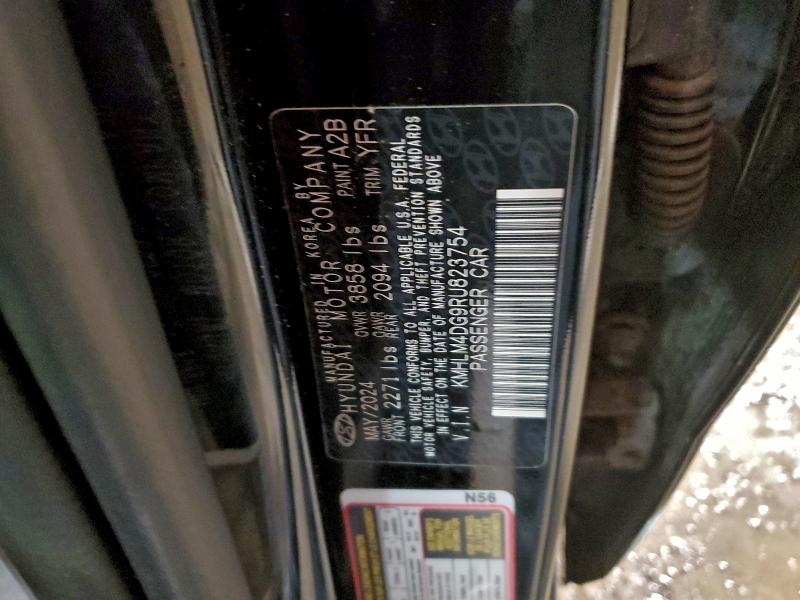 MANUFACTURED IN KOREA BY
HYUNDAI MOTOR COMPANY
MAY/2024 GVWR 3858 lbs PAINT A2B
GAWR FRONT 2271 lbs GAWR REAR 2094 lbs TRIM YFR
THIS VEHICLE CONFORMS TO ALL APPLICABLE U.S.A. FEDERAL
MOTOR VEHICLE SAFETY, BUMPER, AND THEFT PREVENTION STANDARDS
IN EFFECT ON THE DATE OF MANUFACTURE SHOWN ABOVE
V.I.N KMHLM4DG9RU823754
PASSENGER CAR
N56